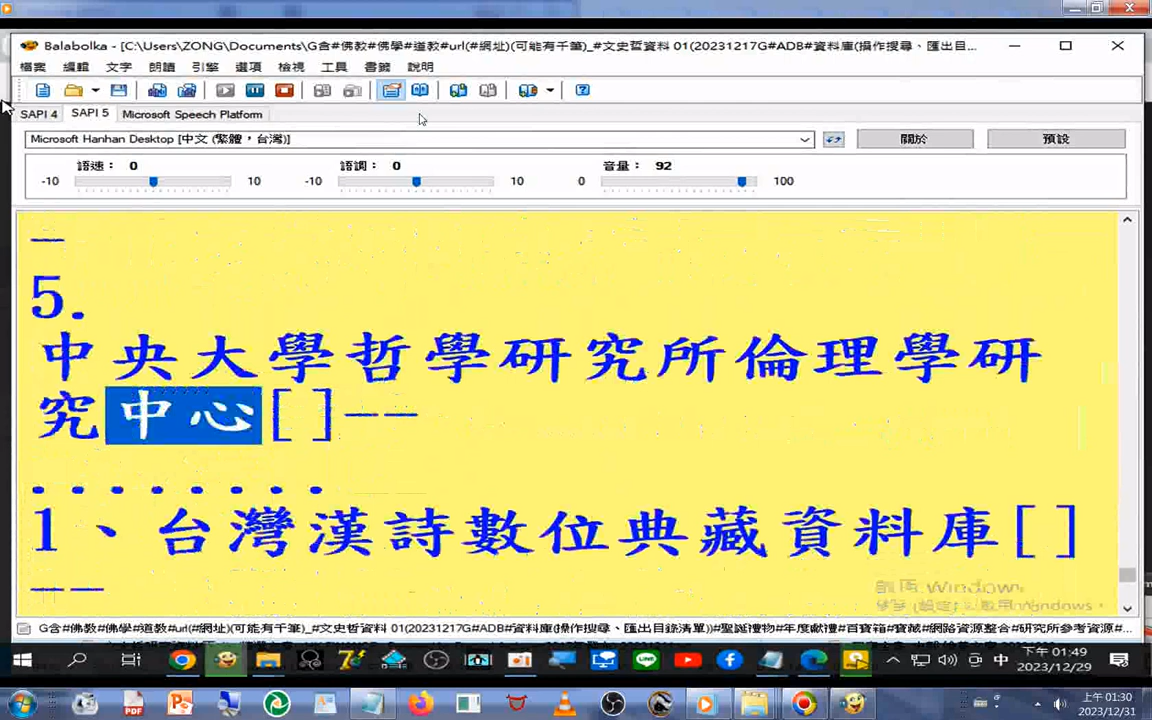 Balabolka - [C:\Users\ZONG\Documents\G含#佛教#佛學#道教#url(#網址)(可能有千筆)_#文史哲資料 01(20231217G#ADB#資料庫(操作搜尋、匯出目...
檔案 編輯 文字 朗讀 引擎 選項 檢視 工具 書籤 說明
SAPI 4 SAPI 5 Microsoft Speech Platform
Microsoft Hanhan Desktop [中文 (繁體，台灣)] 關於 預設
語速： 0 語調： 0 音量： 92
-10 10 -10 10 0 100
5.
中央大學哲學研究所倫理學研
究中心[]--
........
1、台灣漢詩數位典藏資料庫[]
--
G含#佛教#佛學#道教#url(#網址)(可能有千筆)_#文史哲資料 01(20231217G#ADB#資料庫(操作搜尋、匯出目錄清單))#聖誕禮物#年度獻禮#百寶箱#寶藏#網路資源整合#研究所參考資源#...
中 下午 01:49
2023/12/29
上午 01:30
2023/12/31